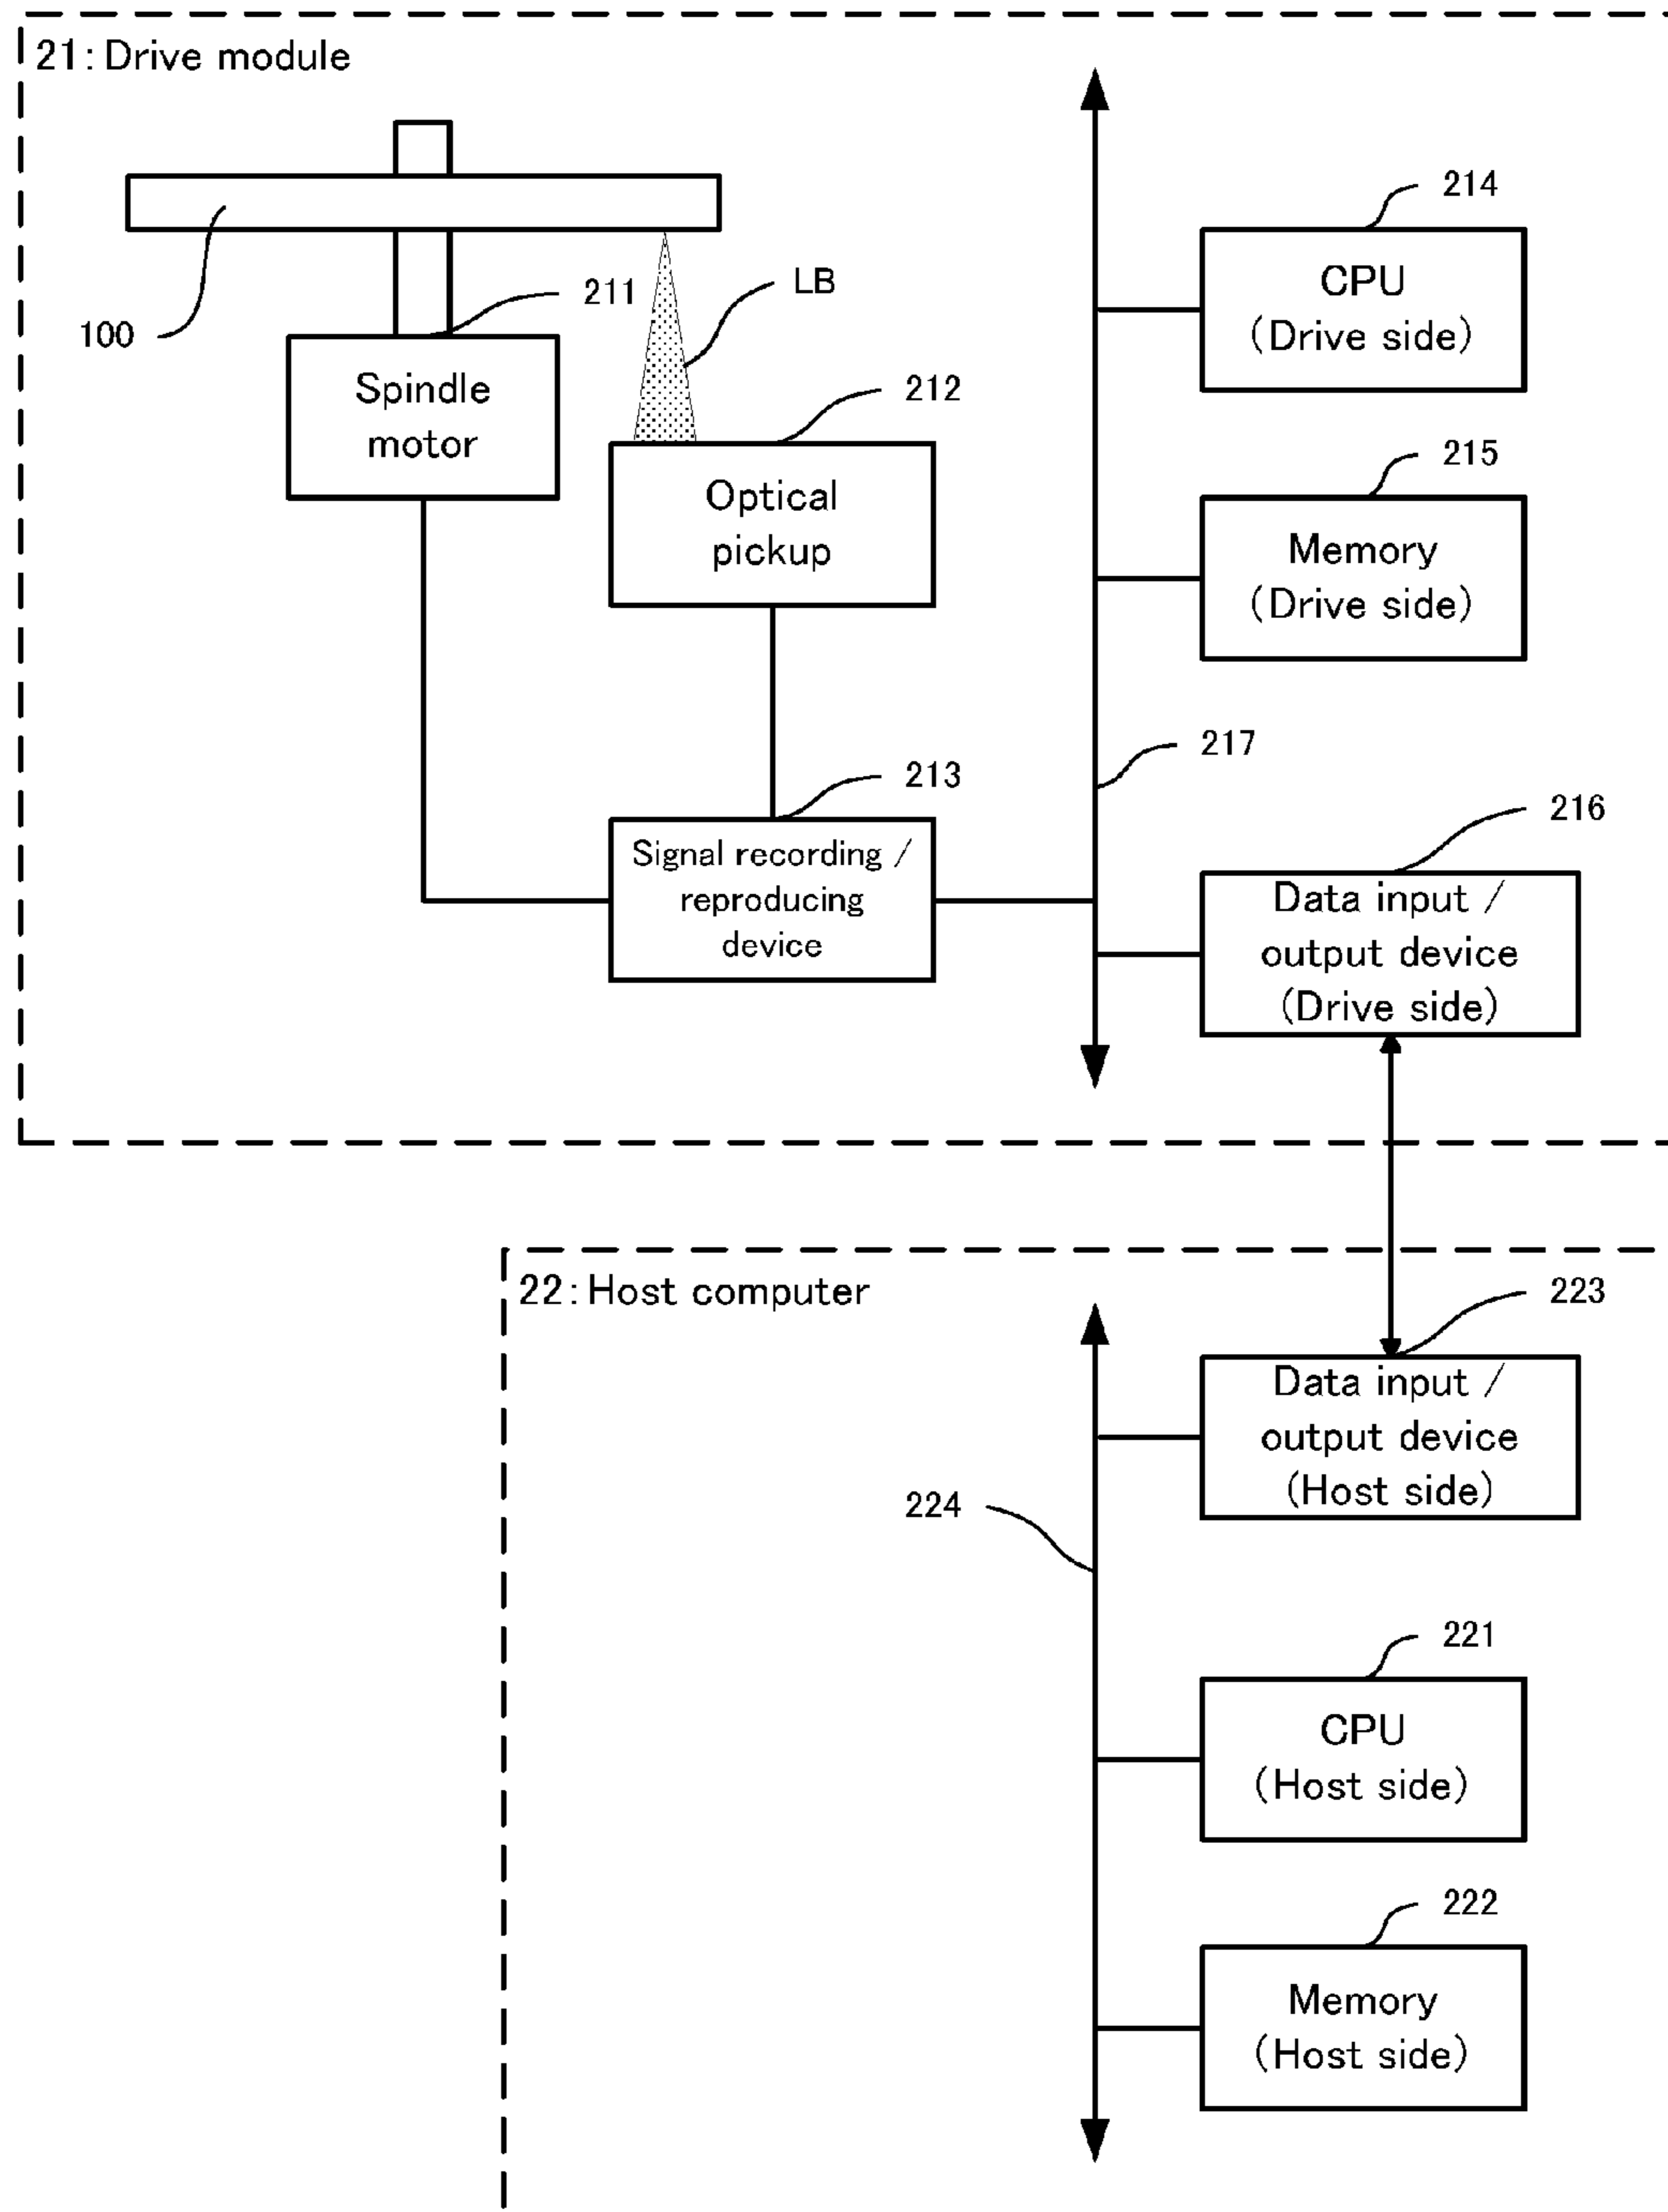 21: Drive module
214
CPU
(Drive side)
LB
211
100
Spindle
motor
212
Optical
pickup
215
Memory
(Drive side)
217
213
Signal recording /
reproducing
device
216
Data input /
output device
(Drive side)
22: Host computer
223
Data input /
output device
(Host side)
224
221
CPU
(Host side)
222
Memory
(Host side)